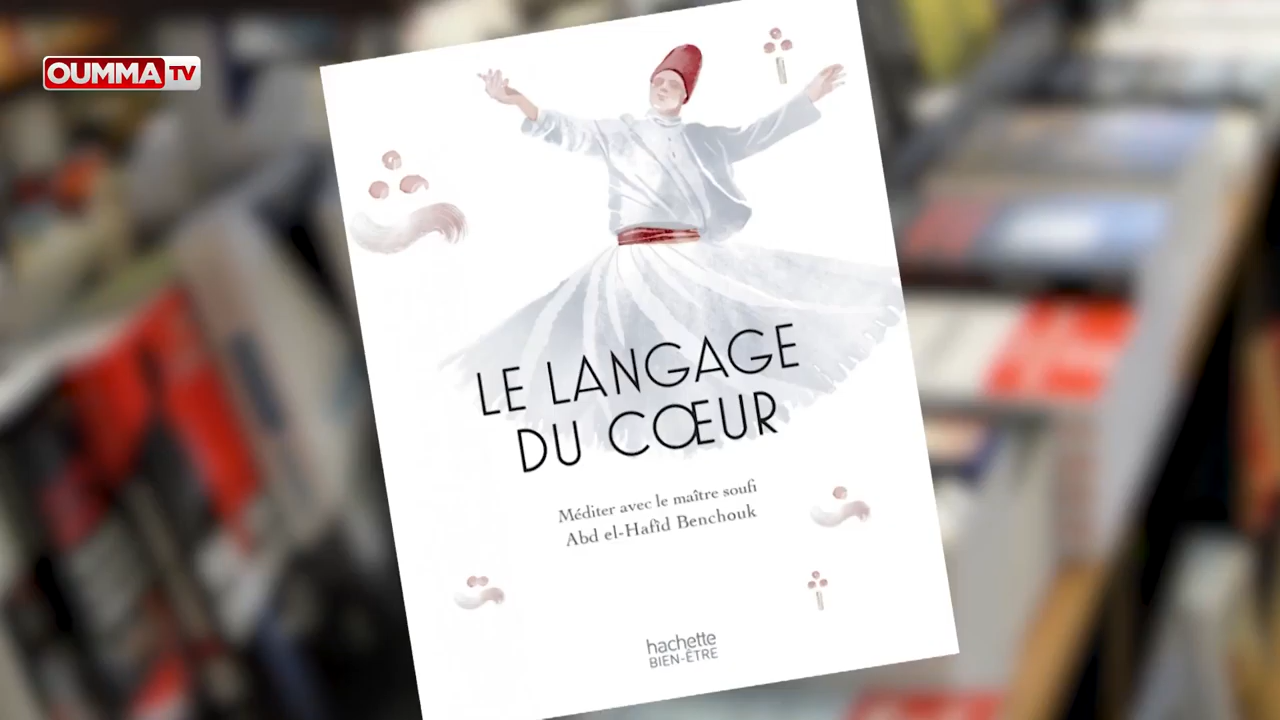 OUMMA TV
LE LANGAGE
DU CŒUR
Méditer avec le maître soufi
Abd el-Hafîd Benchouk
hachette
BIEN-ÊTRE